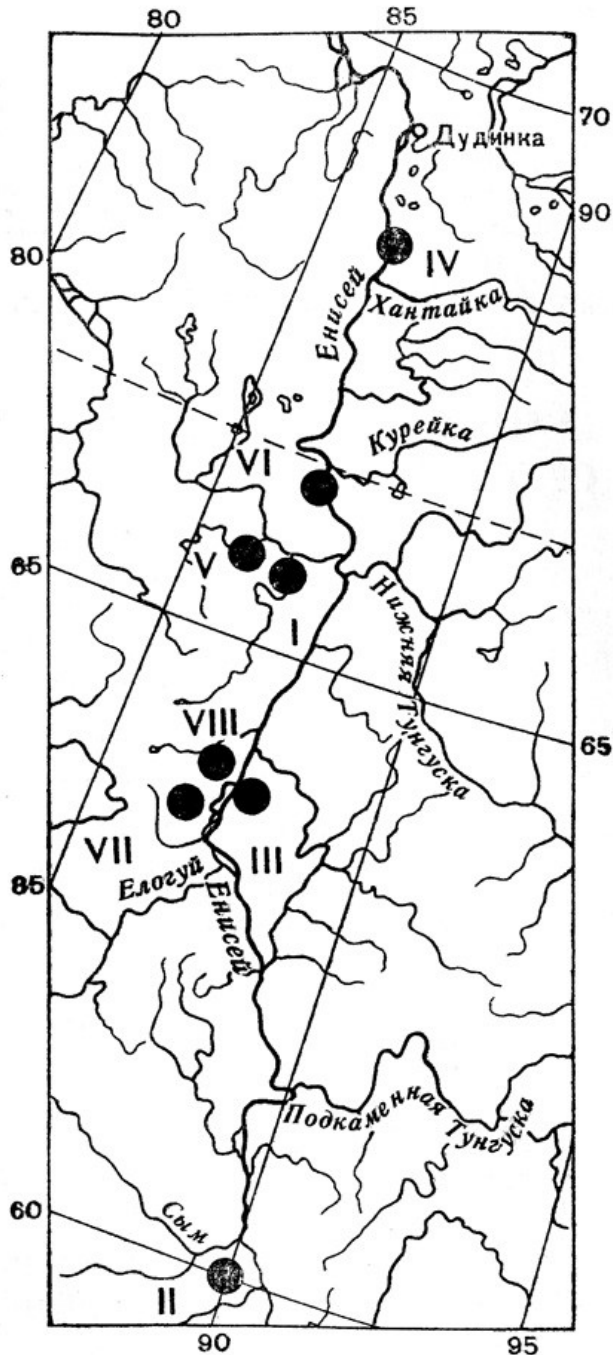 80
85
70
Дудинка
90
80
IV
Енисей
Хантайка
Курейка
VI
65
V
I
Нижняя Тунгуска
VIII
65
VII
III
85
Елогуй
Енисей
Подкаменная Тунгуска
60
Сым
II
90
95